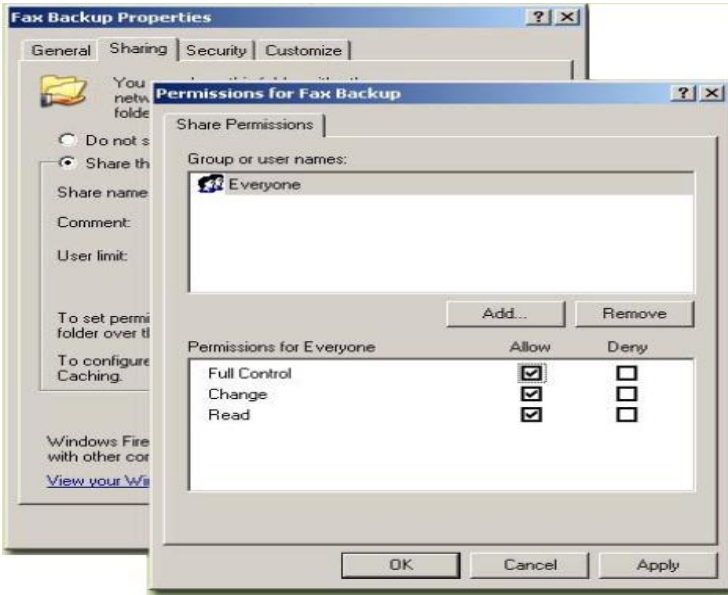 Fax Backup Properties
General Sharing Security Customize
You
netw
folde
Do not s
Share th
Share name
Comment:
User limit:
To set permi
folder over th
To configure
Caching.
Windows Fire
with other cor
View your Wi
Permissions for Fax Backup
Share Permissions
Group or user names:
Everyone
Add... Remove
Permissions for Everyone Allow Deny
Full Control
Change
Read
OK Cancel Apply